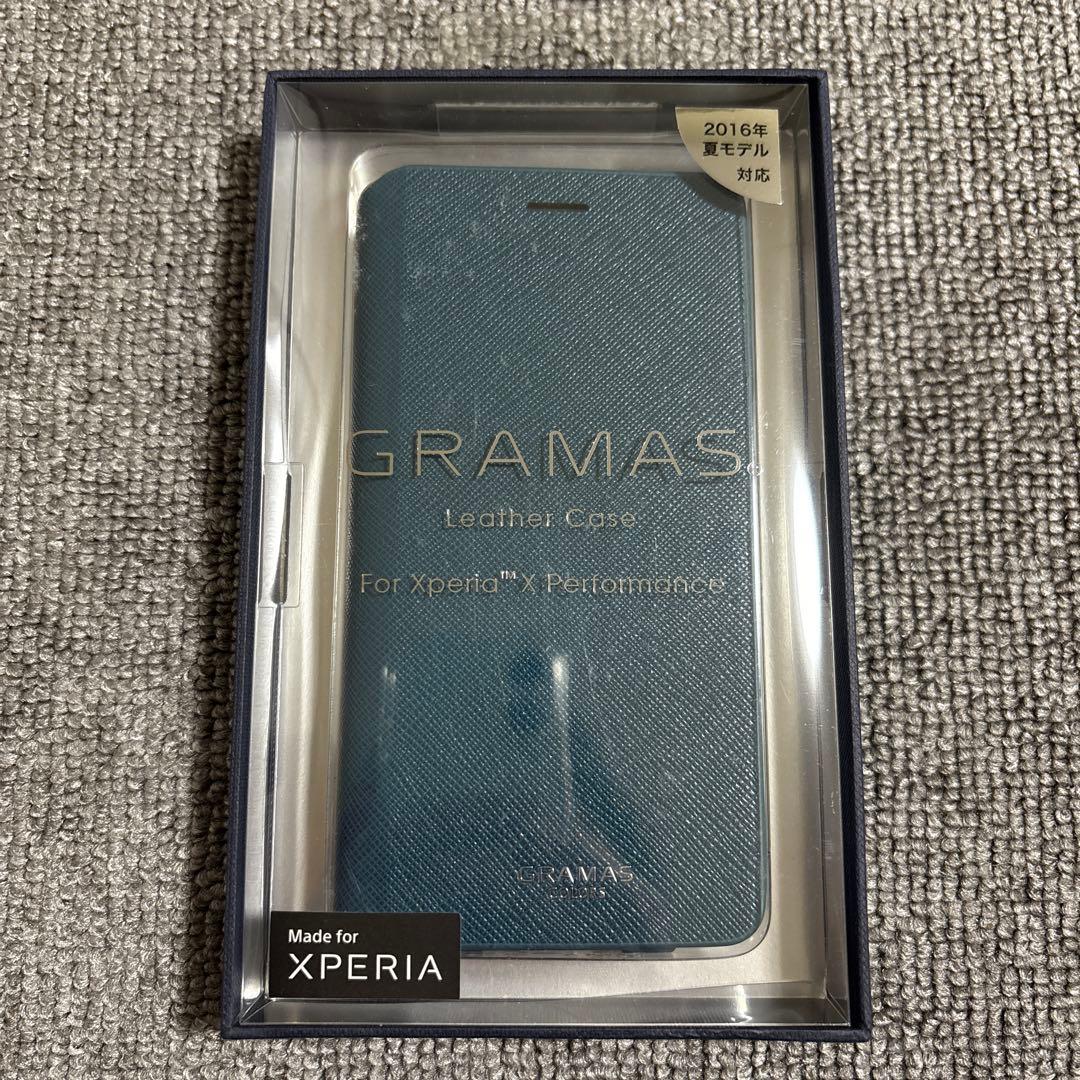 2016年
夏モデル
対応
GRAMAS
Leather Case
For Xperia™ X Performance
GRAMAS
COLORS
Made for
XPERIA